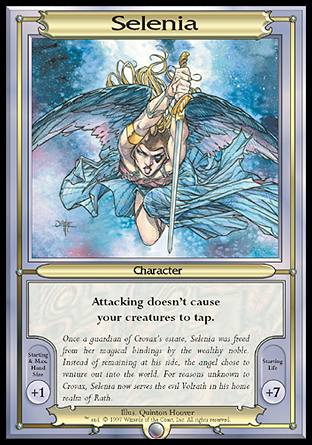 Selenia
Character
Attacking doesn't cause
your creatures to tap.
Once a guardian of Crovax's estate, Selenia was freed
from her magical bindings by the wealthy noble.
Instead of remaining at his side, the angel chose to
venture out into the world. For reasons unknown to
Crovax, Selenia now serves the evil Volrath in his home
realm of Rath.
Starting
& Max.
Hand
Size
+1
Starting
Life
+7
Illus. Quinton Hoover
™ and © 1997 Wizards of the Coast, Inc. All rights reserved.